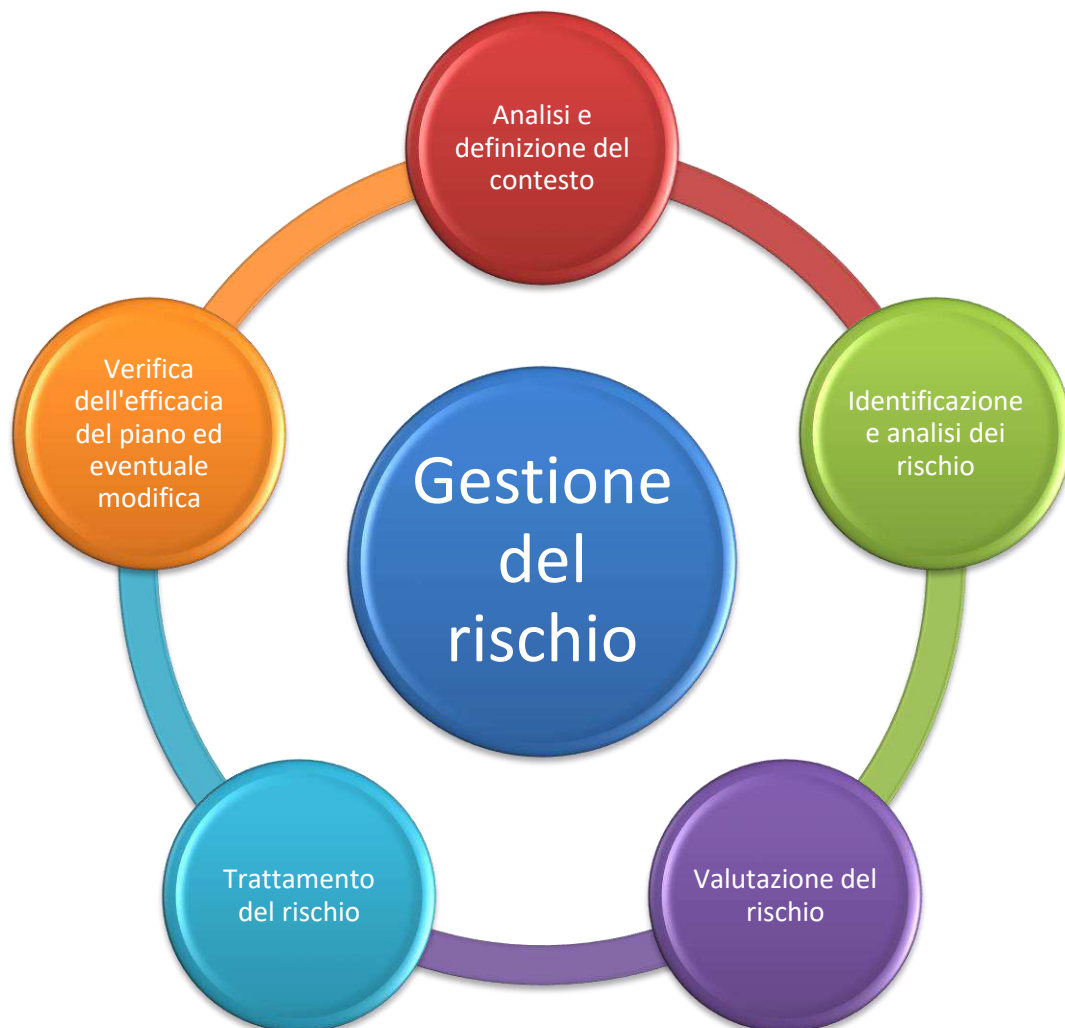 Analisi e
definizione del
contesto
Identificazione
e analisi dei
rischio
Valutazione del
rischio
Trattamento
del rischio
Verifica
dell'efficacia
del piano ed
eventuale
modifica
Gestione
del
rischio